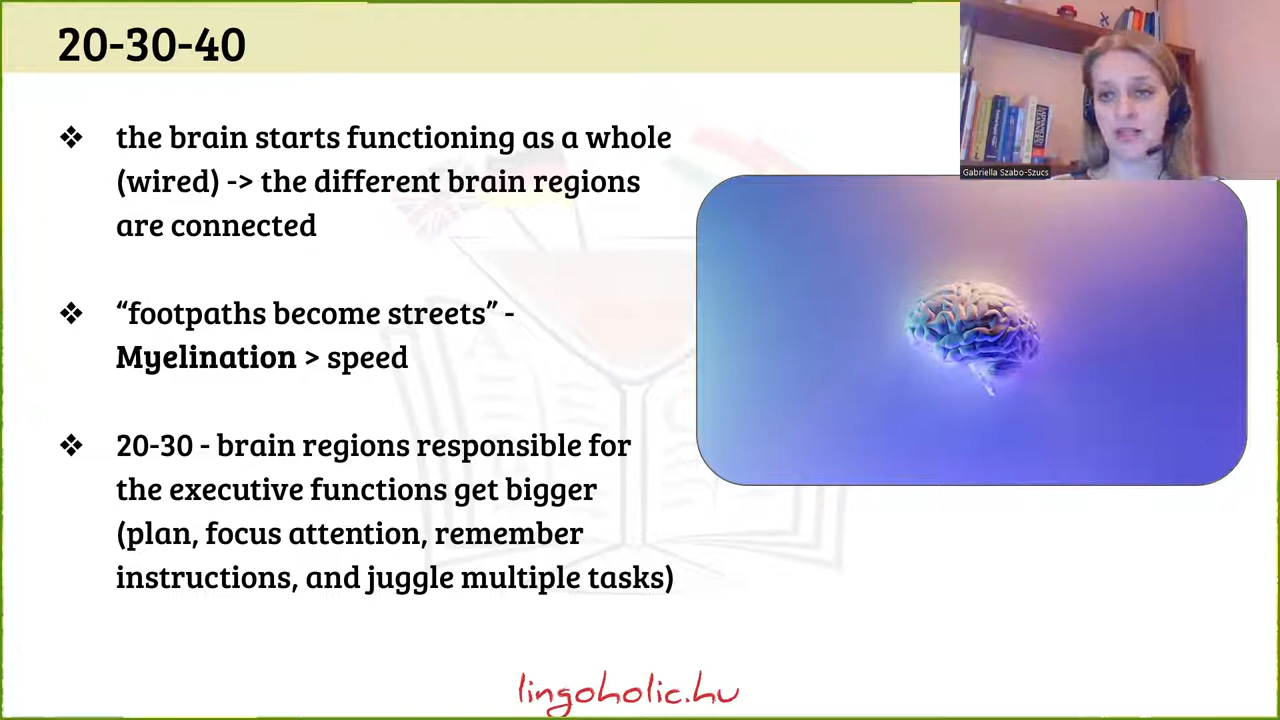 20-30-40
Gabriella Szabo-Szucs
❖ the brain starts functioning as a whole
(wired) -> the different brain regions
are connected
❖ “footpaths become streets” -
Myelination > speed
❖ 20-30 - brain regions responsible for
the executive functions get bigger
(plan, focus attention, remember
instructions, and juggle multiple tasks)
lingoholic.hu